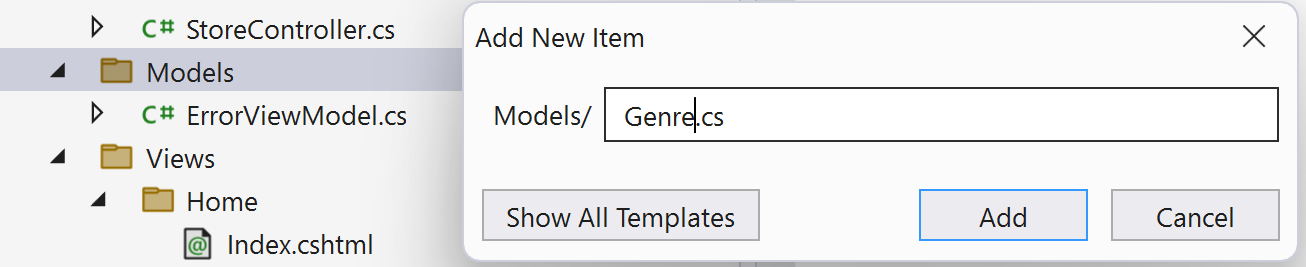 C# StoreController.cs
Models
C# ErrorViewModel.cs
Views
Home
@ Index.cshtml
Add New Item
Models/ Genre.cs
Show All Templates Add Cancel